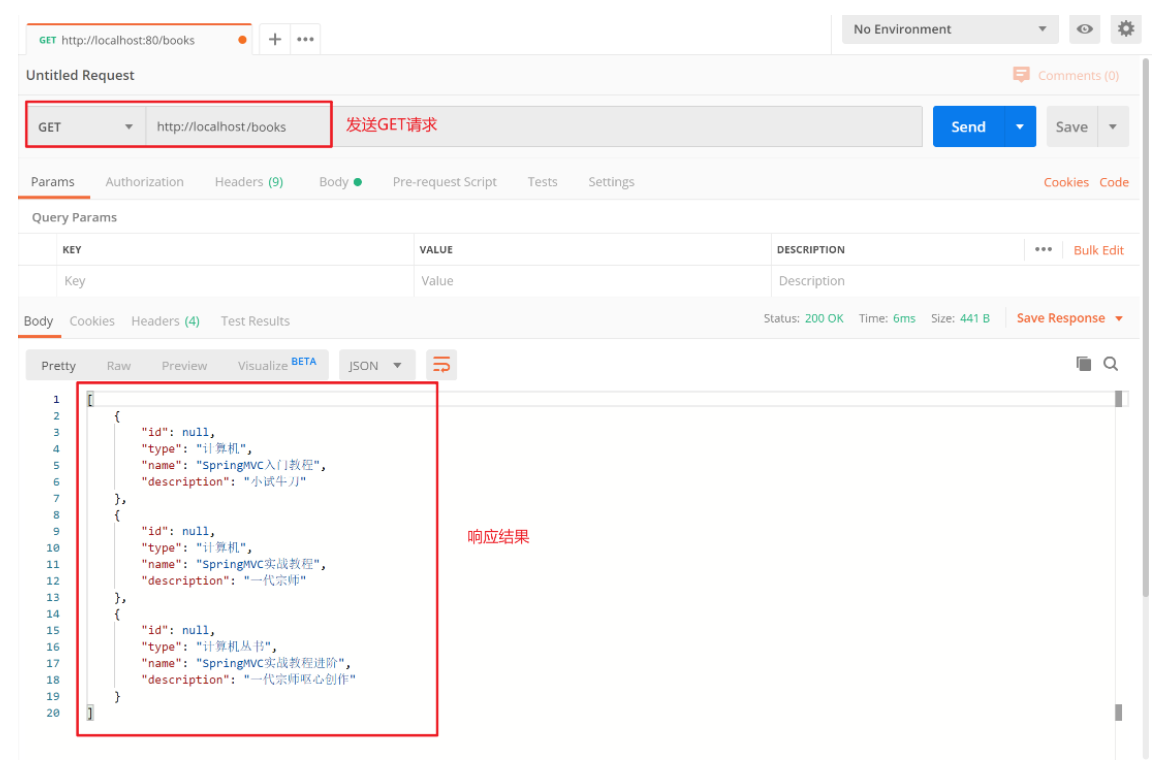 GET http://localhost:80/books
No Environment
Untitled Request
Comments (0)
GET http://localhost/books 发送GET请求 Send Save
Params Authorization Headers (9) Body Pre-request Script Tests Settings Cookies Code
Query Params
KEY VALUE DESCRIPTION Bulk Edit
Key Value Description
Body Cookies Headers (4) Test Results Status: 200 OK Time: 6ms Size: 441 B Save Response
Pretty Raw Preview Visualize BETA JSON
1 [
2 {
3 "id": null,
4 "type": "计算机",
5 "name": "SpringMVC入门教程",
6 "description": "小试牛刀"
7 },
8 {
9 "id": null,
10 "type": "计算机",
11 "name": "SpringMVC实战教程",
12 "description": "一代宗师"
13 },
14 {
15 "id": null,
16 "type": "计算机丛书",
17 "name": "SpringMVC实战教程进阶",
18 "description": "一代宗师呕心创作"
19 }
20 ]
响应结果